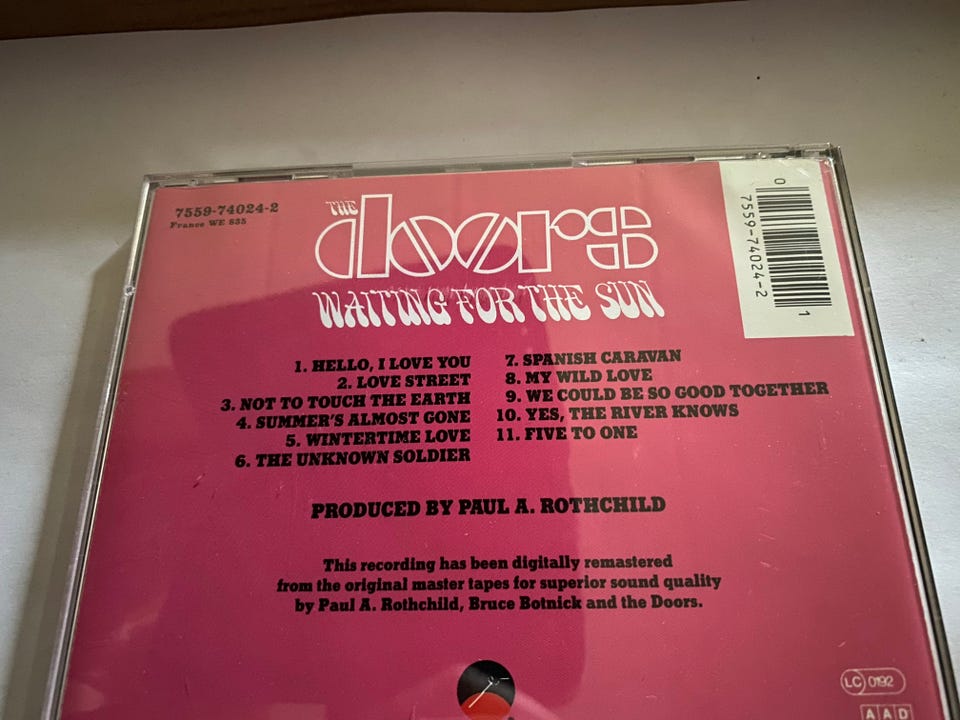 7559-74024-2
France WE 835
THE doors
WAITING FOR THE SUN
0 7559-74024-2 1
1. HELLO, I LOVE YOU
2. LOVE STREET
3. NOT TO TOUCH THE EARTH
4. SUMMER'S ALMOST GONE
5. WINTERTIME LOVE
6. THE UNKNOWN SOLDIER
7. SPANISH CARAVAN
8. MY WILD LOVE
9. WE COULD BE SO GOOD TOGETHER
10. YES, THE RIVER KNOWS
11. FIVE TO ONE
PRODUCED BY PAUL A. ROTHCHILD
This recording has been digitally remastered
from the original master tapes for superior sound quality
by Paul A. Rothchild, Bruce Botnick and the Doors.
LC 0192
AAD